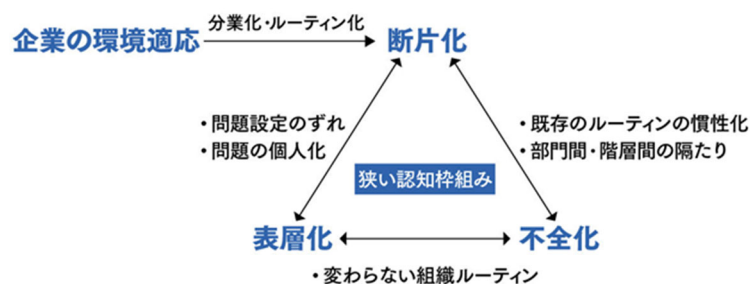 分業化・ルーティン化
企業の環境適応
断片化
・問題設定のずれ
・問題の個人化
・既存のルーティンの慣性化
・部門間・階層間の隔たり
狭い認知枠組み
表層化
不全化
・変わらない組織ルーティン